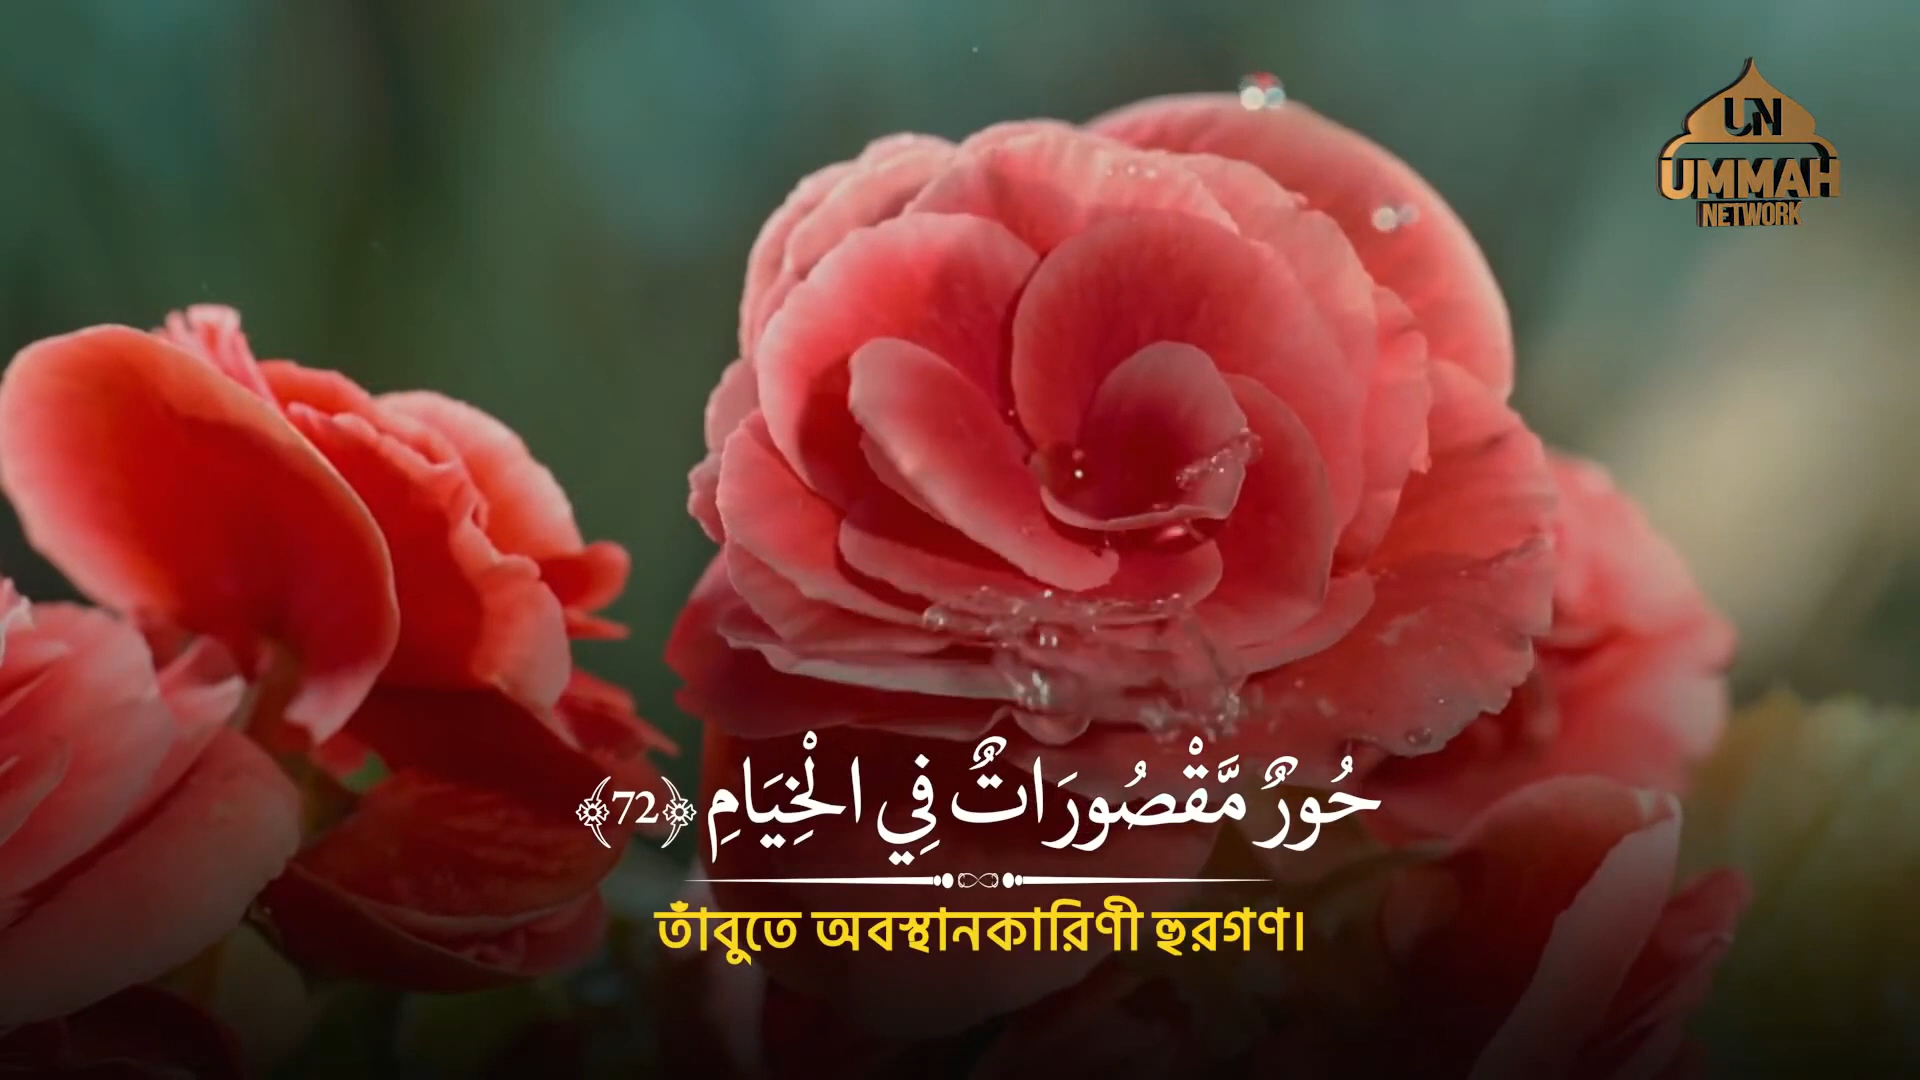 UN
UMMAH
NETWORK
حُورٌ مَّقْصُورَاتٌ فِي الْخِيَامِ ﴿72﴾
তাঁবুতে অবস্থানকারিণী হুরগণ।